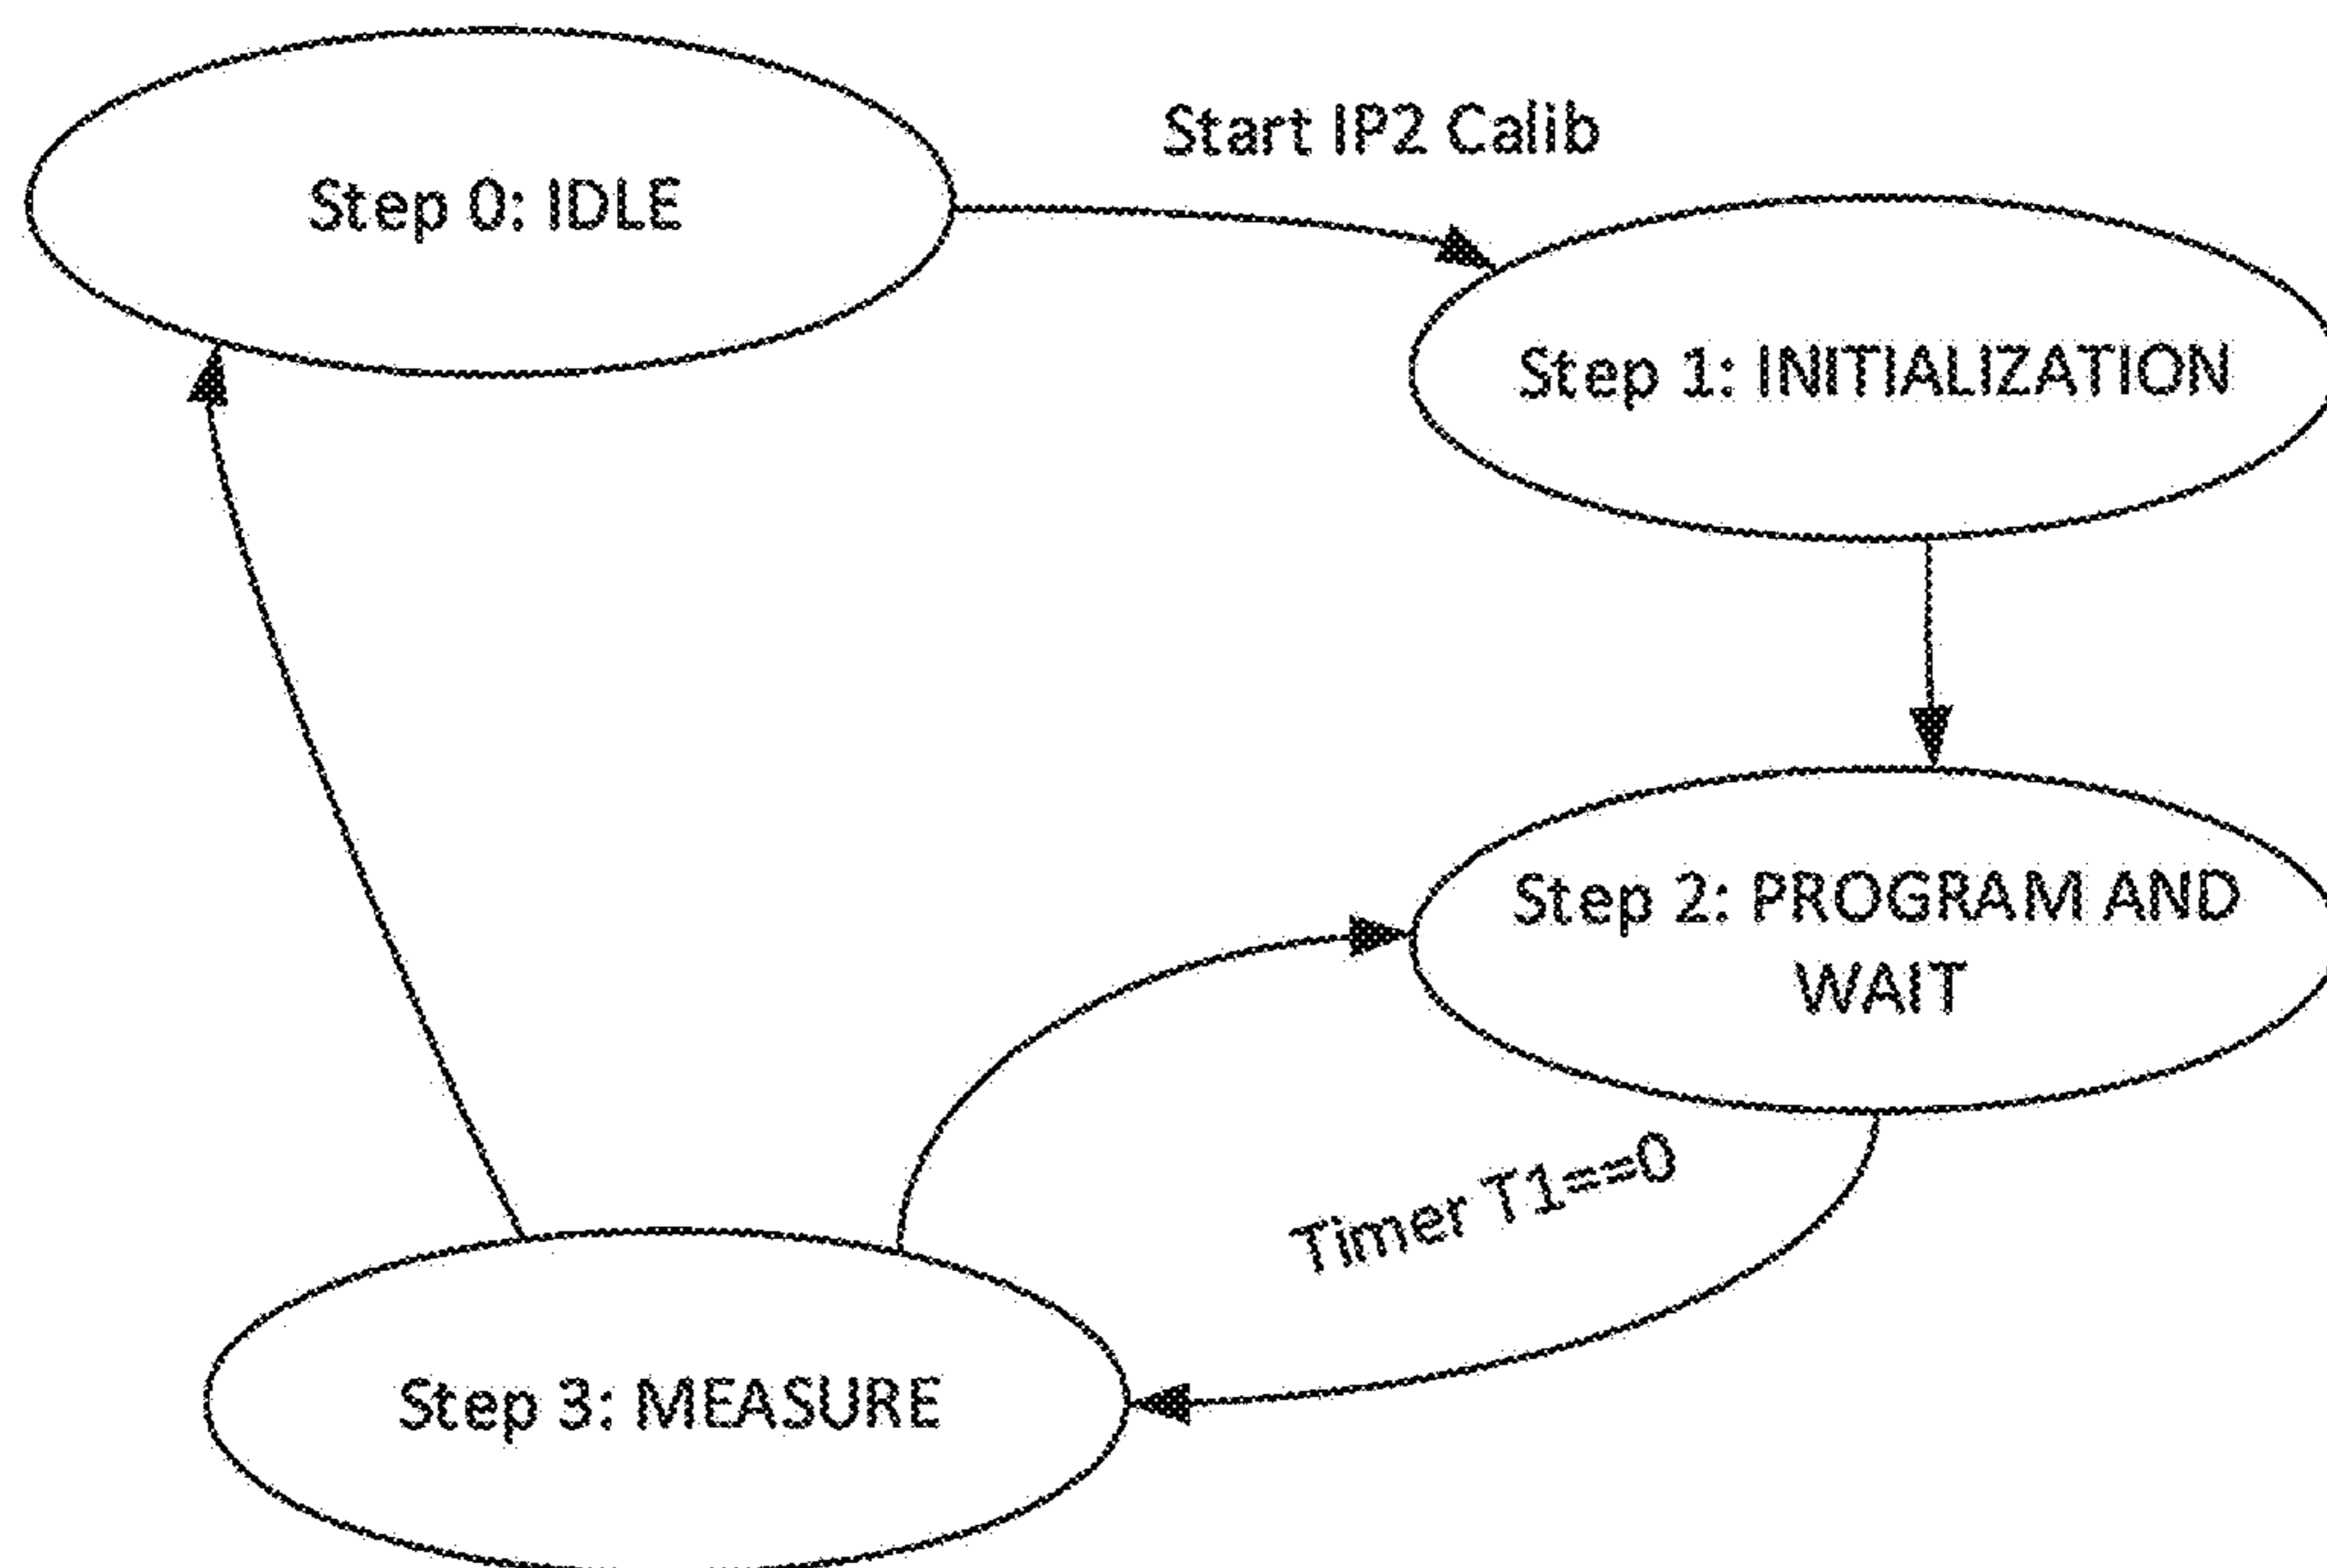 Start IP2 Calib
Step 0: IDLE
Step 1: INITIALIZATION
Step 2: PROGRAM AND
WAIT
Timer T1==0
Step 3: MEASURE